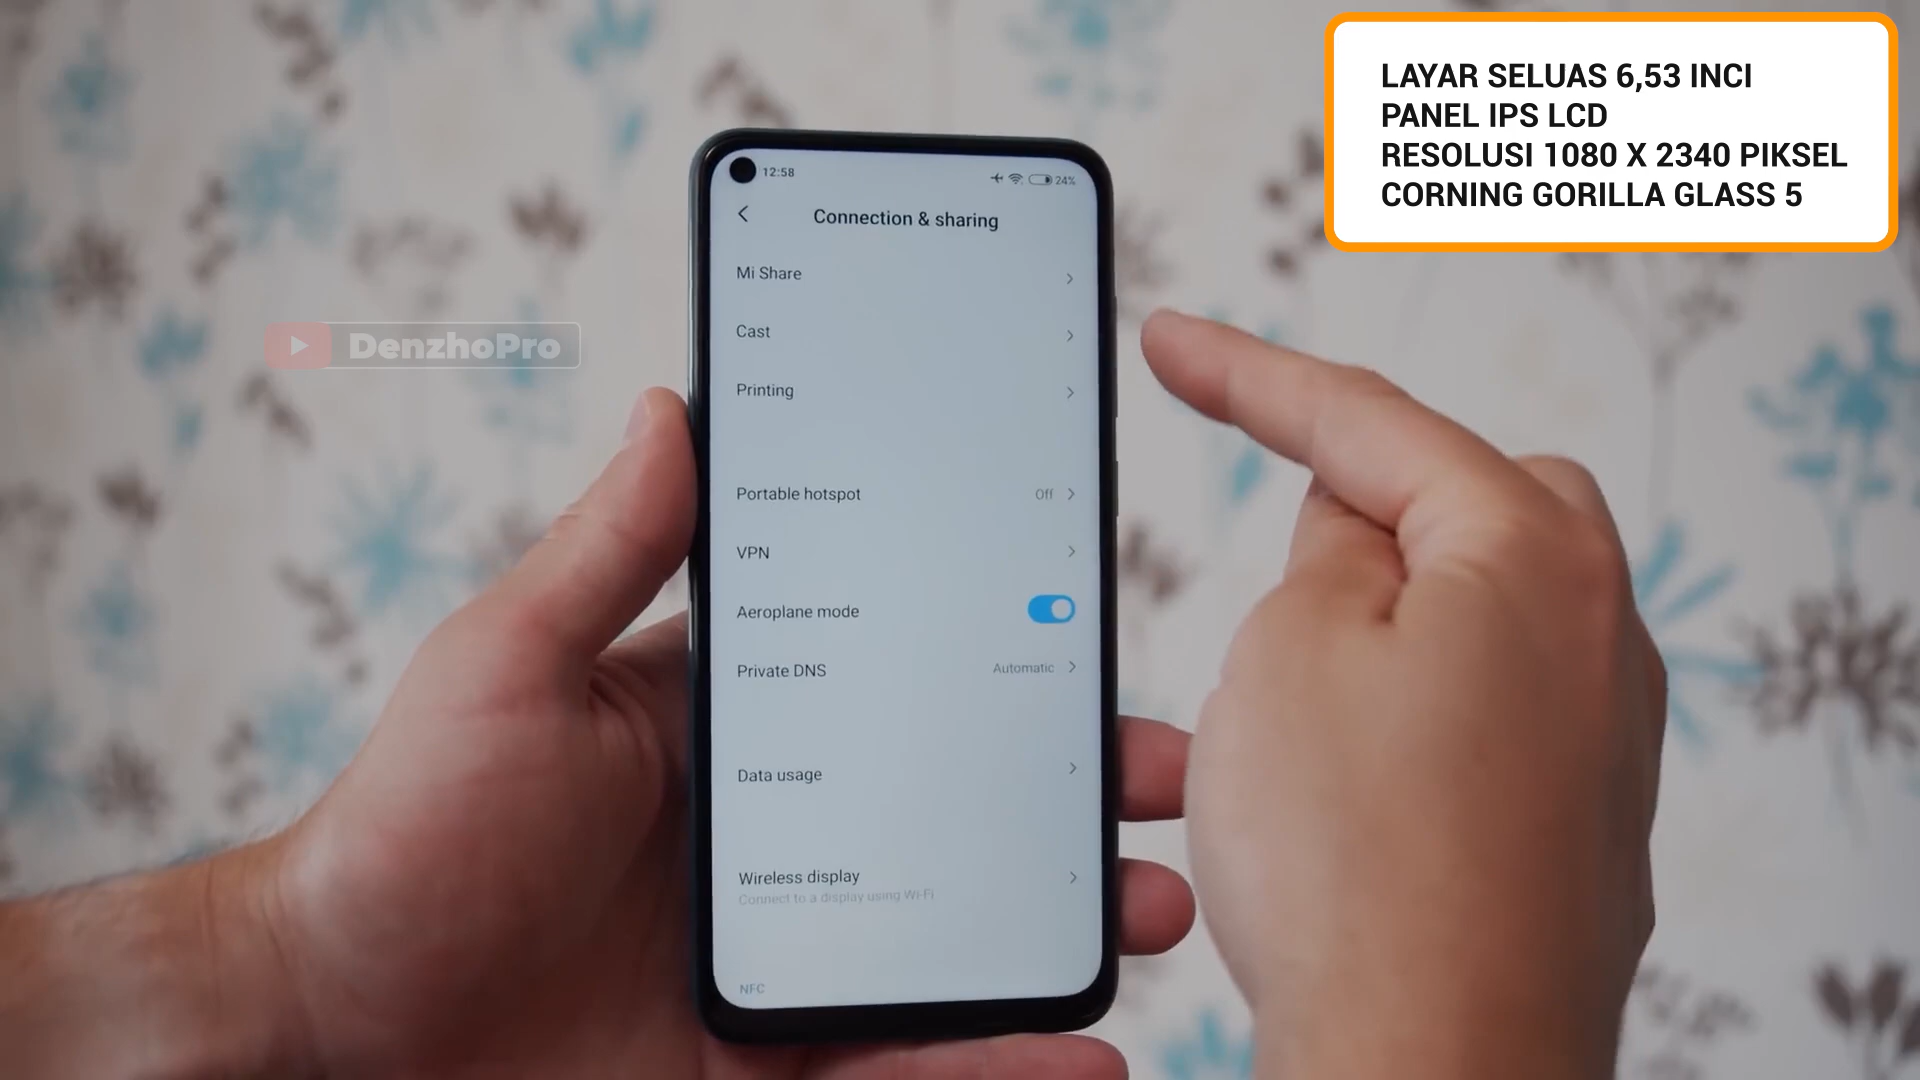 LAYAR SELUAS 6,53 INCI
PANEL IPS LCD
RESOLUSI 1080 X 2340 PIKSEL
CORNING GORILLA GLASS 5
DenzhoPro
12:58
24%
Connection & sharing
Mi Share
Cast
Printing
Portable hotspot Off
VPN
Aeroplane mode
Private DNS Automatic
Data usage
Wireless display
Connect to a display using Wi-Fi
NFC